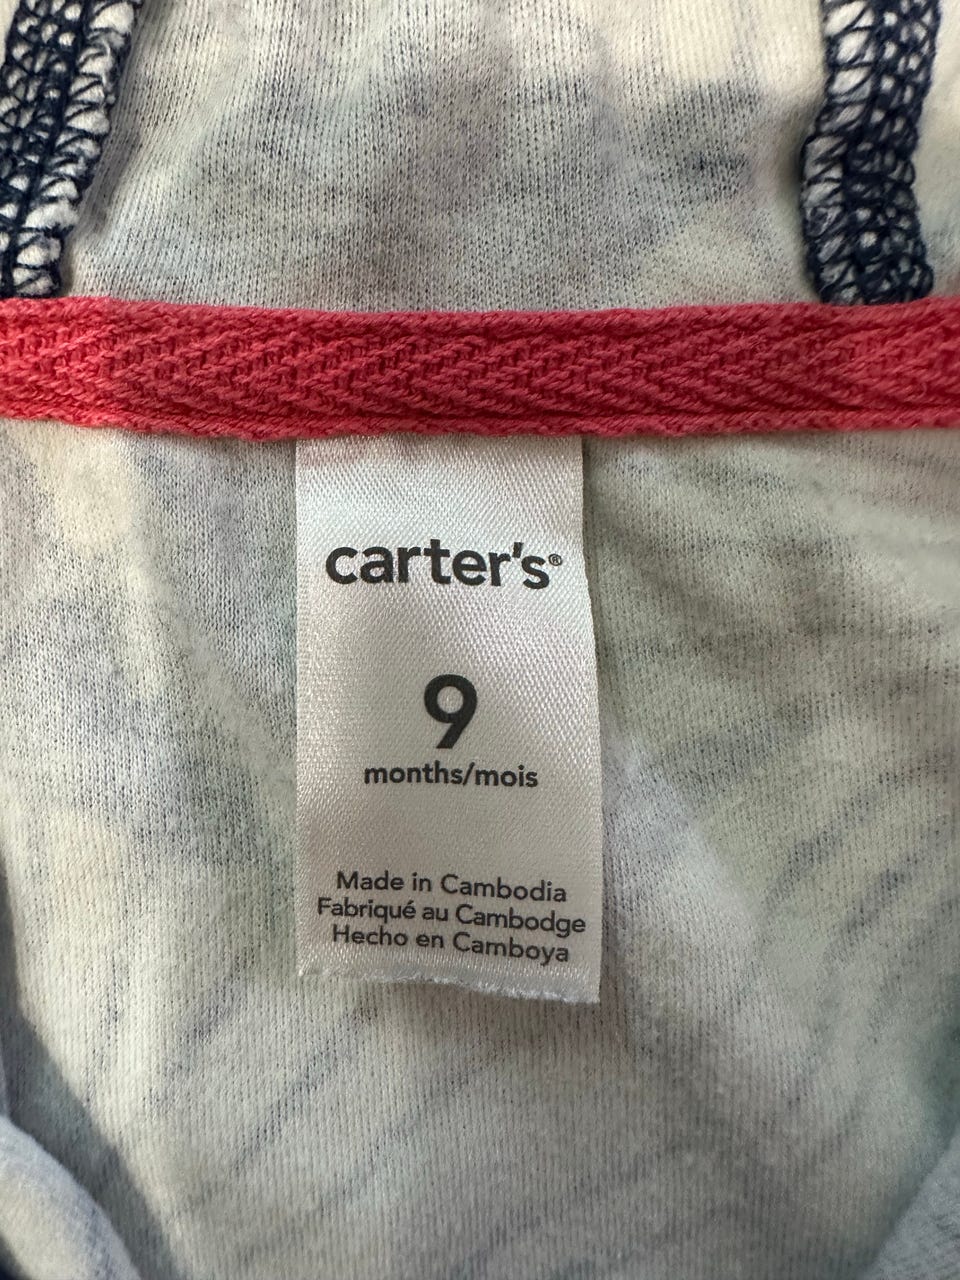 carter's®
9
months/mois
Made in Cambodia
Fabriqué au Cambodge
Hecho en Camboya